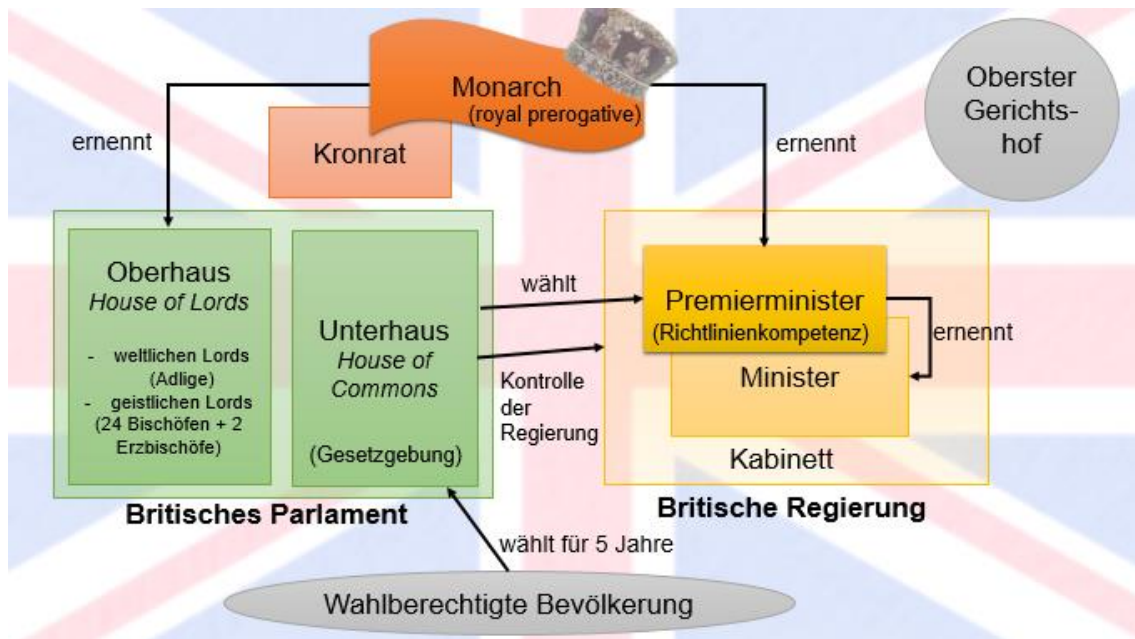 Monarch
(royal prerogative)
Oberster
Gerichts-
hof
ernennt
Kronrat
ernennt
Oberhaus
House of Lords
- weltlichen Lords
(Adlige)
- geistlichen Lords
(24 Bischöfen + 2
Erzbischöfe)
Unterhaus
House of
Commons
(Gesetzgebung)
Britisches Parlament
wählt
Kontrolle
der
Regierung
Premierminister
(Richtlinienkompetenz)
ernennt
Minister
Kabinett
Britische Regierung
wählt für 5 Jahre
Wahlberechtigte Bevölkerung